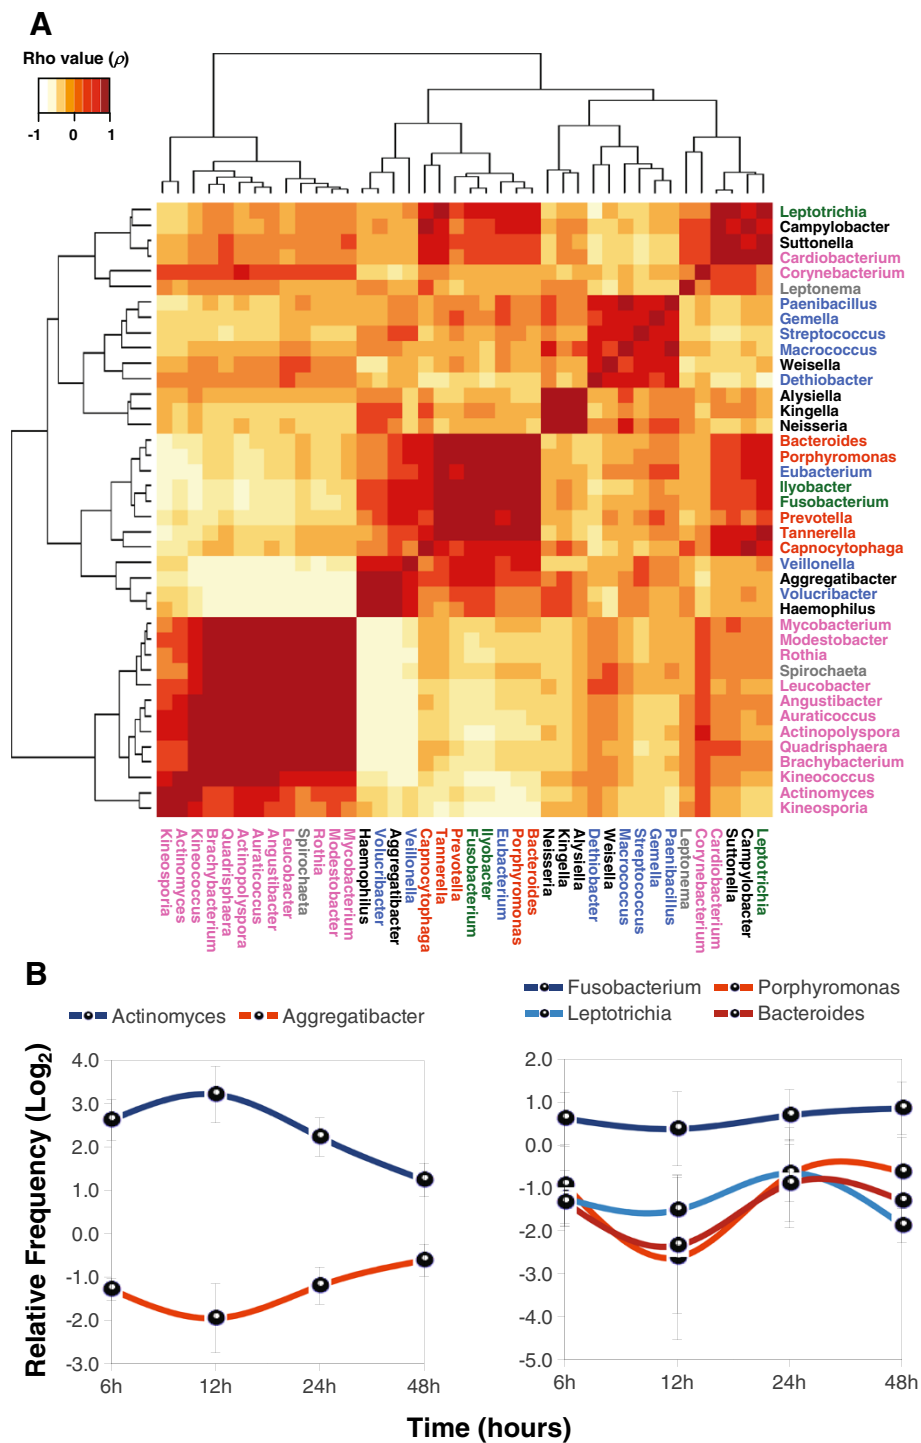 A
Rho value (ρ)
-1 0 1
Leptotrichia
Campylobacter
Suttonella
Cardiobacterium
Corynebacterium
Leptonema
Paenibacillus
Gemella
Streptococcus
Macrococcus
Weisella
Dethiobacter
Alysiella
Kingella
Neisseria
Bacteroides
Porphyromonas
Eubacterium
Ilyobacter
Fusobacterium
Prevotella
Tannerella
Capnocytophaga
Veillonella
Aggregatibacter
Volucribacter
Haemophilus
Mycobacterium
Modestobacter
Rothia
Spirochaeta
Leucobacter
Angustibacter
Auraticoccus
Actinopolyspora
Quadrisphaera
Brachybacterium
Kineococcus
Actinomyces
Kineosporia
Kineosporia
Actinomyces
Kineococcus
Brachybacterium
Quadrisphaera
Actinopolyspora
Auraticoccus
Angustibacter
Leucobacter
Spirochaeta
Rothia
Modestobacter
Mycobacterium
Haemophilus
Volucribacter
Aggregatibacter
Veillonella
Capnocytophaga
Tannerella
Prevotella
Fusobacterium
Ilyobacter
Eubacterium
Porphyromonas
Bacteroides
Neisseria
Kingella
Alysiella
Dethiobacter
Weisella
Macrococcus
Streptococcus
Gemella
Paenibacillus
Leptonema
Corynebacterium
Cardiobacterium
Suttonella
Campylobacter
Leptotrichia
B
Actinomyces Aggregatibacter
Relative Frequency (Log2)
4.0
3.0
2.0
1.0
0.0
-1.0
-2.0
-3.0
6h 12h 24h 48h
Fusobacterium Porphyromonas
Leptotrichia Bacteroides
2.0
1.0
0.0
-1.0
-2.0
-3.0
-4.0
-5.0
6h 12h 24h 48h
Time (hours)